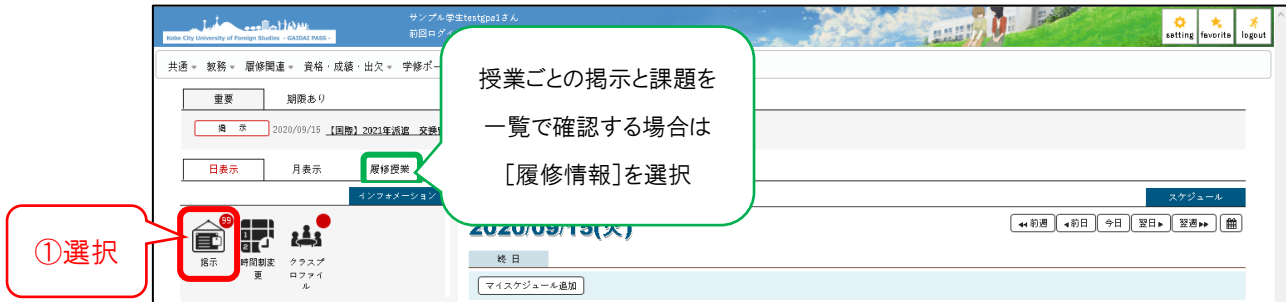 サンプル学生testgpa1さん
前回ログイ
Kobe City University of Foreign Studies - GAIDAI PASS -
setting favorite logout
共通 教務 履修関連 資格・成績・出欠 学修ポー
授業ごとの掲示と課題を
一覧で確認する場合は
[履修情報]を選択
重要 期限あり
掲 示 2020/09/15 【国際】2021年派遣 交換
日表示 月表示 履修授業
インフォメーション
スケジュール
①選択
99
掲示
時間割変
更
クラスプ
ロファイ
ル
2020/09/15(火)
前週 前日 今日 翌日 翌週
終 日
マイスケジュール追加